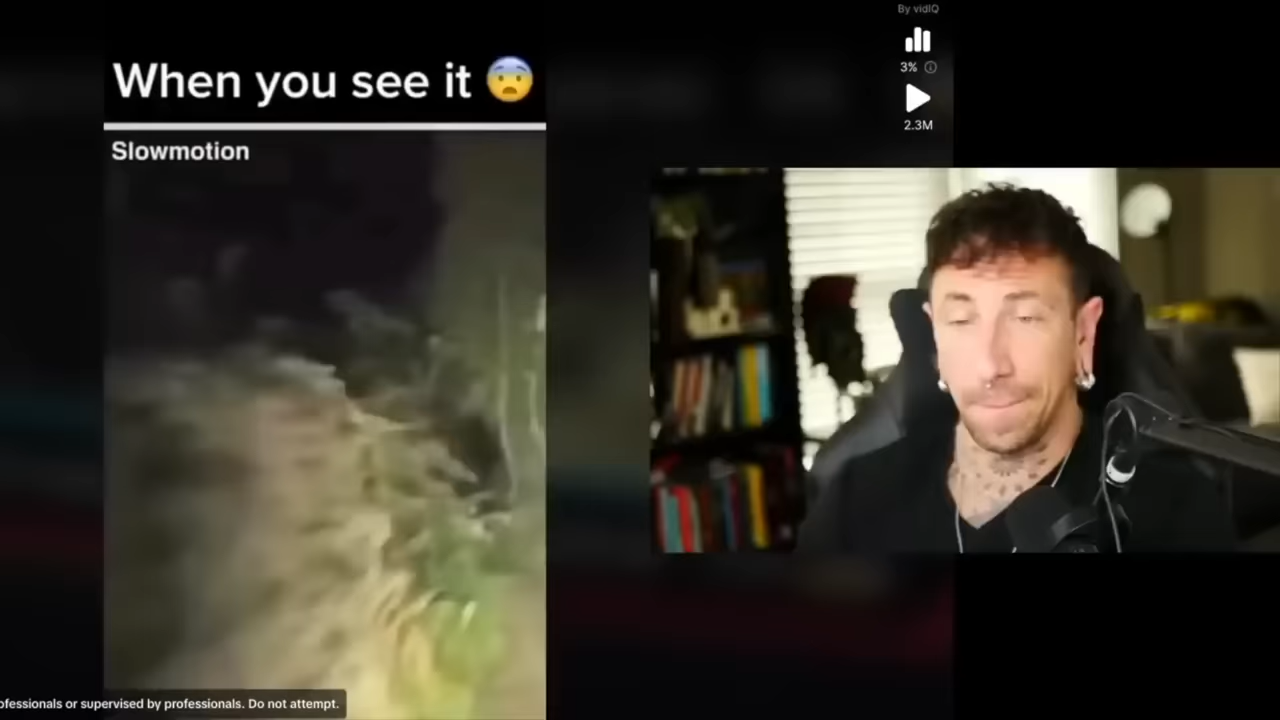 By vidIQ
When you see it 😨
3%
2.3M
Slowmotion
ofessionals or supervised by professionals. Do not attempt.